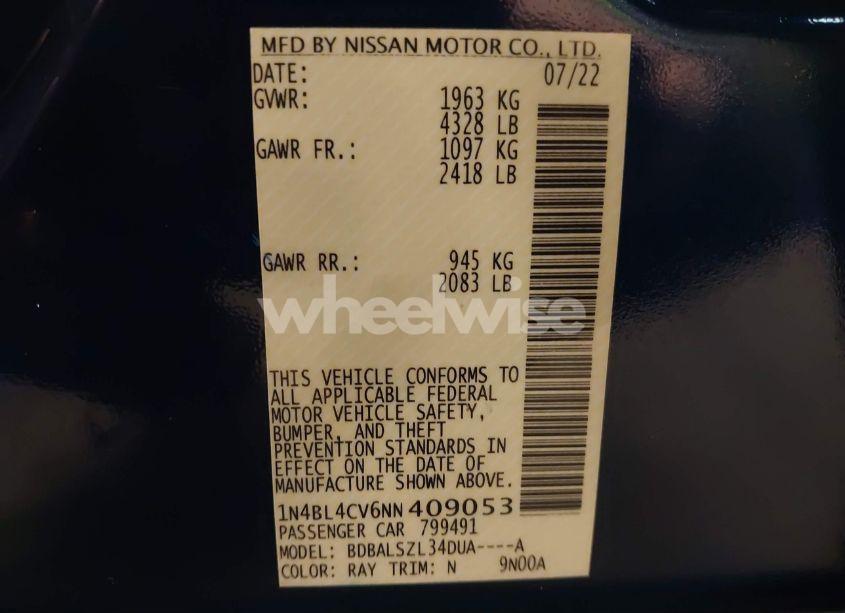 MFD BY NISSAN MOTOR CO., LTD.
DATE: 07/22
GVWR: 1963 KG
4328 LB
GAWR FR.: 1097 KG
2418 LB
GAWR RR.: 945 KG
2083 LB
wheelwise
THIS VEHICLE CONFORMS TO
ALL APPLICABLE FEDERAL
MOTOR VEHICLE SAFETY,
BUMPER, AND THEFT
PREVENTION STANDARDS IN
EFFECT ON THE DATE OF
MANUFACTURE SHOWN ABOVE.
1N4BL4CV6NN409053
PASSENGER CAR 799491
MODEL: BDBALSZL34DUA----A
COLOR: RAY TRIM: N 9N00A